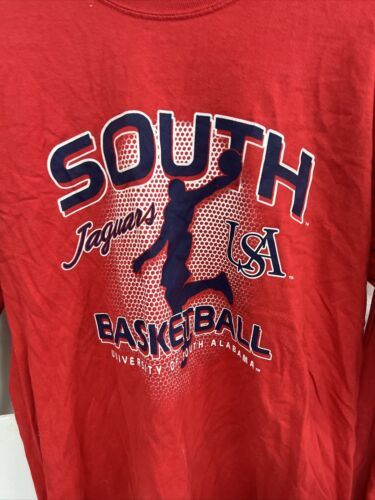 SOUTH
Jaguars
USA
BASKETBALL
UNIVERSITY OF SOUTH ALABAMA